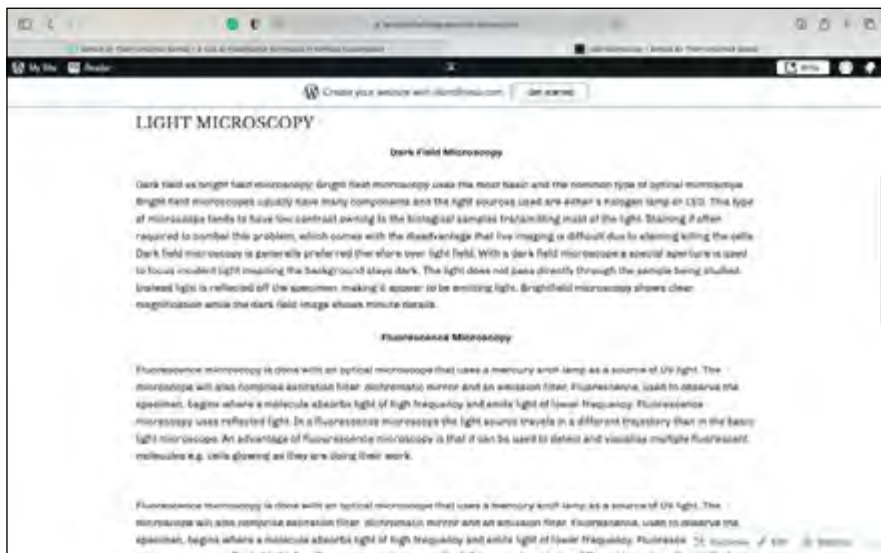 My Site Reader
Create your website with WordPress.com Get started
LIGHT MICROSCOPY
Dark Field Microscopy
Dark field vs bright field microscopy: Bright field microscopy uses the most basic and the common type of optical microscope.
Bright field microscopes usually have many components and the light sources used are either a halogen lamp or LED. This type
of microscope tends to have low contrast owning to the biological samples transmitting most of the light. Staining if often
required to combat this problem, which comes with the disadvantage that live imaging is difficult due to staining killing the cells.
Dark field microscopy is generally preferred therefore over light field. With a dark field microscope a special aperture is used
to focus incident light meaning the background stays dark. The light does not pass directly through the sample being studied.
Instead light is reflected off the specimen, making it appear to be emitting light. Brightfield microscopy shows clear
magnification while the dark field image shows minute details.
Fluorescence Microscopy
Fluorescence microscopy is done with an optical microscope that uses a mercury arch lamp as a source of UV light. The
microscope will also comprise excitation filter, dichromatic mirror and an emission filter. Fluorescence, used to observe the
specimen, begins where a molecule absorbs light of high frequency and emits light of lower frequency. Fluorescence
microscopy uses reflected light. In a fluorescence microscope the light source travels in a different trajectory than in the basic
light microscope. An advantage of fluourescence microscopy is that it can be used to detect and visualise multiple fluorescent
molecules e.g. cells glowing as they are doing their work.
Fluorescence microscopy is done with an optical microscope that uses a mercury arch lamp as a source of UV light. The
microscope will also comprise excitation filter, dichromatic mirror and an emission filter. Fluorescence, used to observe the
specimen, begins where a molecule absorbs light of high frequency and emits light of lower frequency. Edit